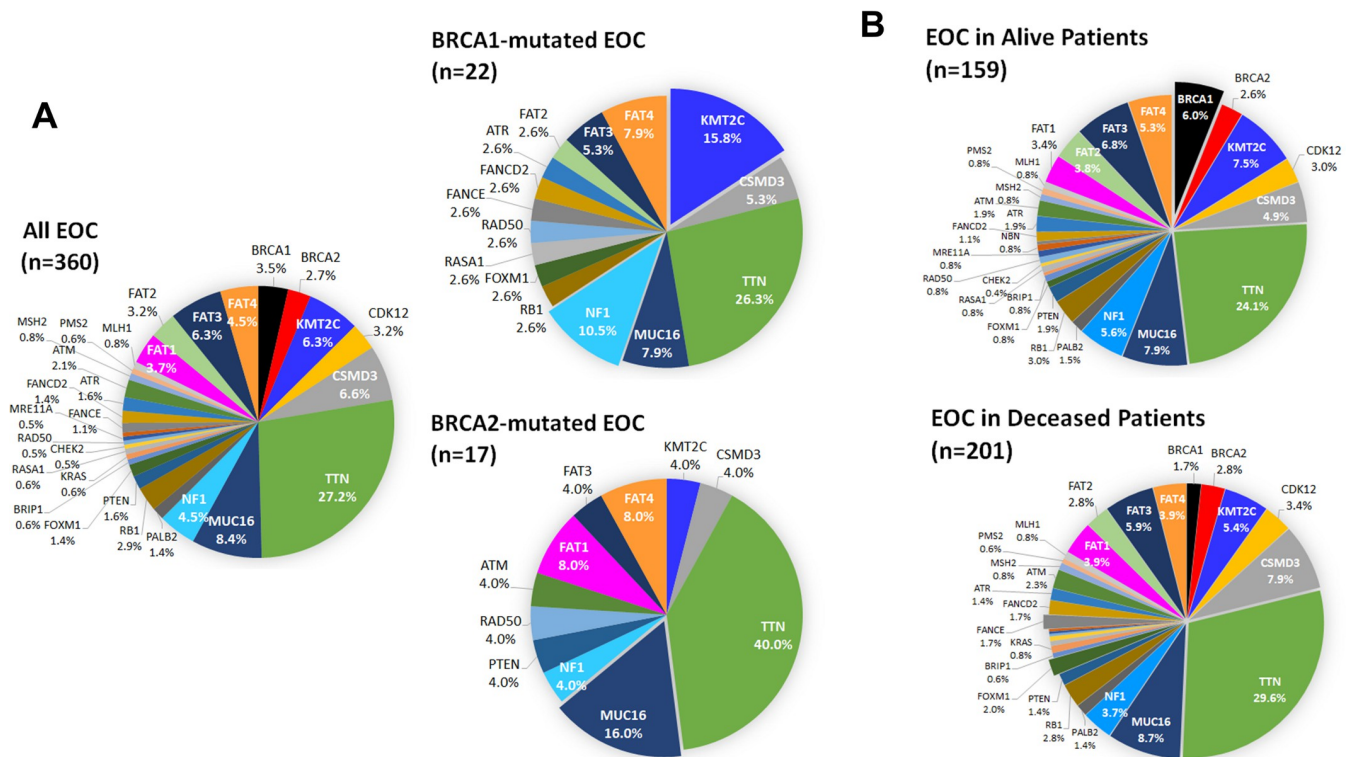 A
All EOC
(n=360)
BRCA1
3.5%
BRCA2
2.7%
KMT2C
6.3%
CDK12
3.2%
CSMD3
6.6%
TTN
27.2%
MUC16
8.4%
NF1
4.5%
PALB2
1.4%
RB1
2.9%
PTEN
1.6%
FOXM1
1.4%
BRIP1
0.6%
KRAS
0.6%
RASA1
0.6%
CHEK2
0.5%
RAD50
0.5%
MRE11A
0.5%
FANCE
1.1%
FANCD2
1.4%
ATR
1.6%
ATM
2.1%
MSH2
0.8%
PMS2
0.6%
MLH1
0.8%
FAT1
3.7%
FAT2
3.2%
FAT3
6.3%
FAT4
4.5%
BRCA1-mutated EOC
(n=22)
KMT2C
15.8%
CSMD3
5.3%
TTN
26.3%
MUC16
7.9%
NF1
10.5%
RB1
2.6%
FOXM1
2.6%
RASA1
2.6%
RAD50
2.6%
FANCE
2.6%
FANCD2
2.6%
ATR
2.6%
FAT2
2.6%
FAT3
5.3%
FAT4
7.9%
BRCA2-mutated EOC
(n=17)
KMT2C
4.0%
CSMD3
4.0%
TTN
40.0%
MUC16
16.0%
NF1
4.0%
PTEN
4.0%
RAD50
4.0%
ATM
4.0%
FAT1
8.0%
FAT3
4.0%
FAT4
8.0%
B
EOC in Alive Patients
(n=159)
BRCA1
6.0%
BRCA2
2.6%
KMT2C
7.5%
CDK12
3.0%
CSMD3
4.9%
TTN
24.1%
MUC16
7.9%
NF1
5.6%
PALB2
1.5%
RB1
3.0%
PTEN
1.9%
FOXM1
0.8%
BRIP1
0.8%
RASA1
0.8%
CHEK2
0.4%
RAD50
0.8%
MRE11A
0.8%
NBN
0.8%
FANCD2
1.1%
ATR
1.9%
ATM
1.9%
MSH2
0.8%
PMS2
0.8%
MLH1
0.8%
FAT1
3.4%
FAT2
3.8%
FAT3
6.8%
FAT4
5.3%
EOC in Deceased Patients
(n=201)
BRCA1
1.7%
BRCA2
2.8%
KMT2C
5.4%
CDK12
3.4%
CSMD3
7.9%
TTN
29.6%
MUC16
8.7%
NF1
3.7%
PALB2
1.4%
RB1
2.8%
PTEN
1.4%
FOXM1
2.0%
BRIP1
0.6%
KRAS
0.8%
FANCE
1.7%
FANCD2
1.7%
ATR
1.4%
ATM
2.3%
MSH2
0.8%
PMS2
0.6%
MLH1
0.8%
FAT1
3.9%
FAT2
2.8%
FAT3
5.9%
FAT4
3.9%